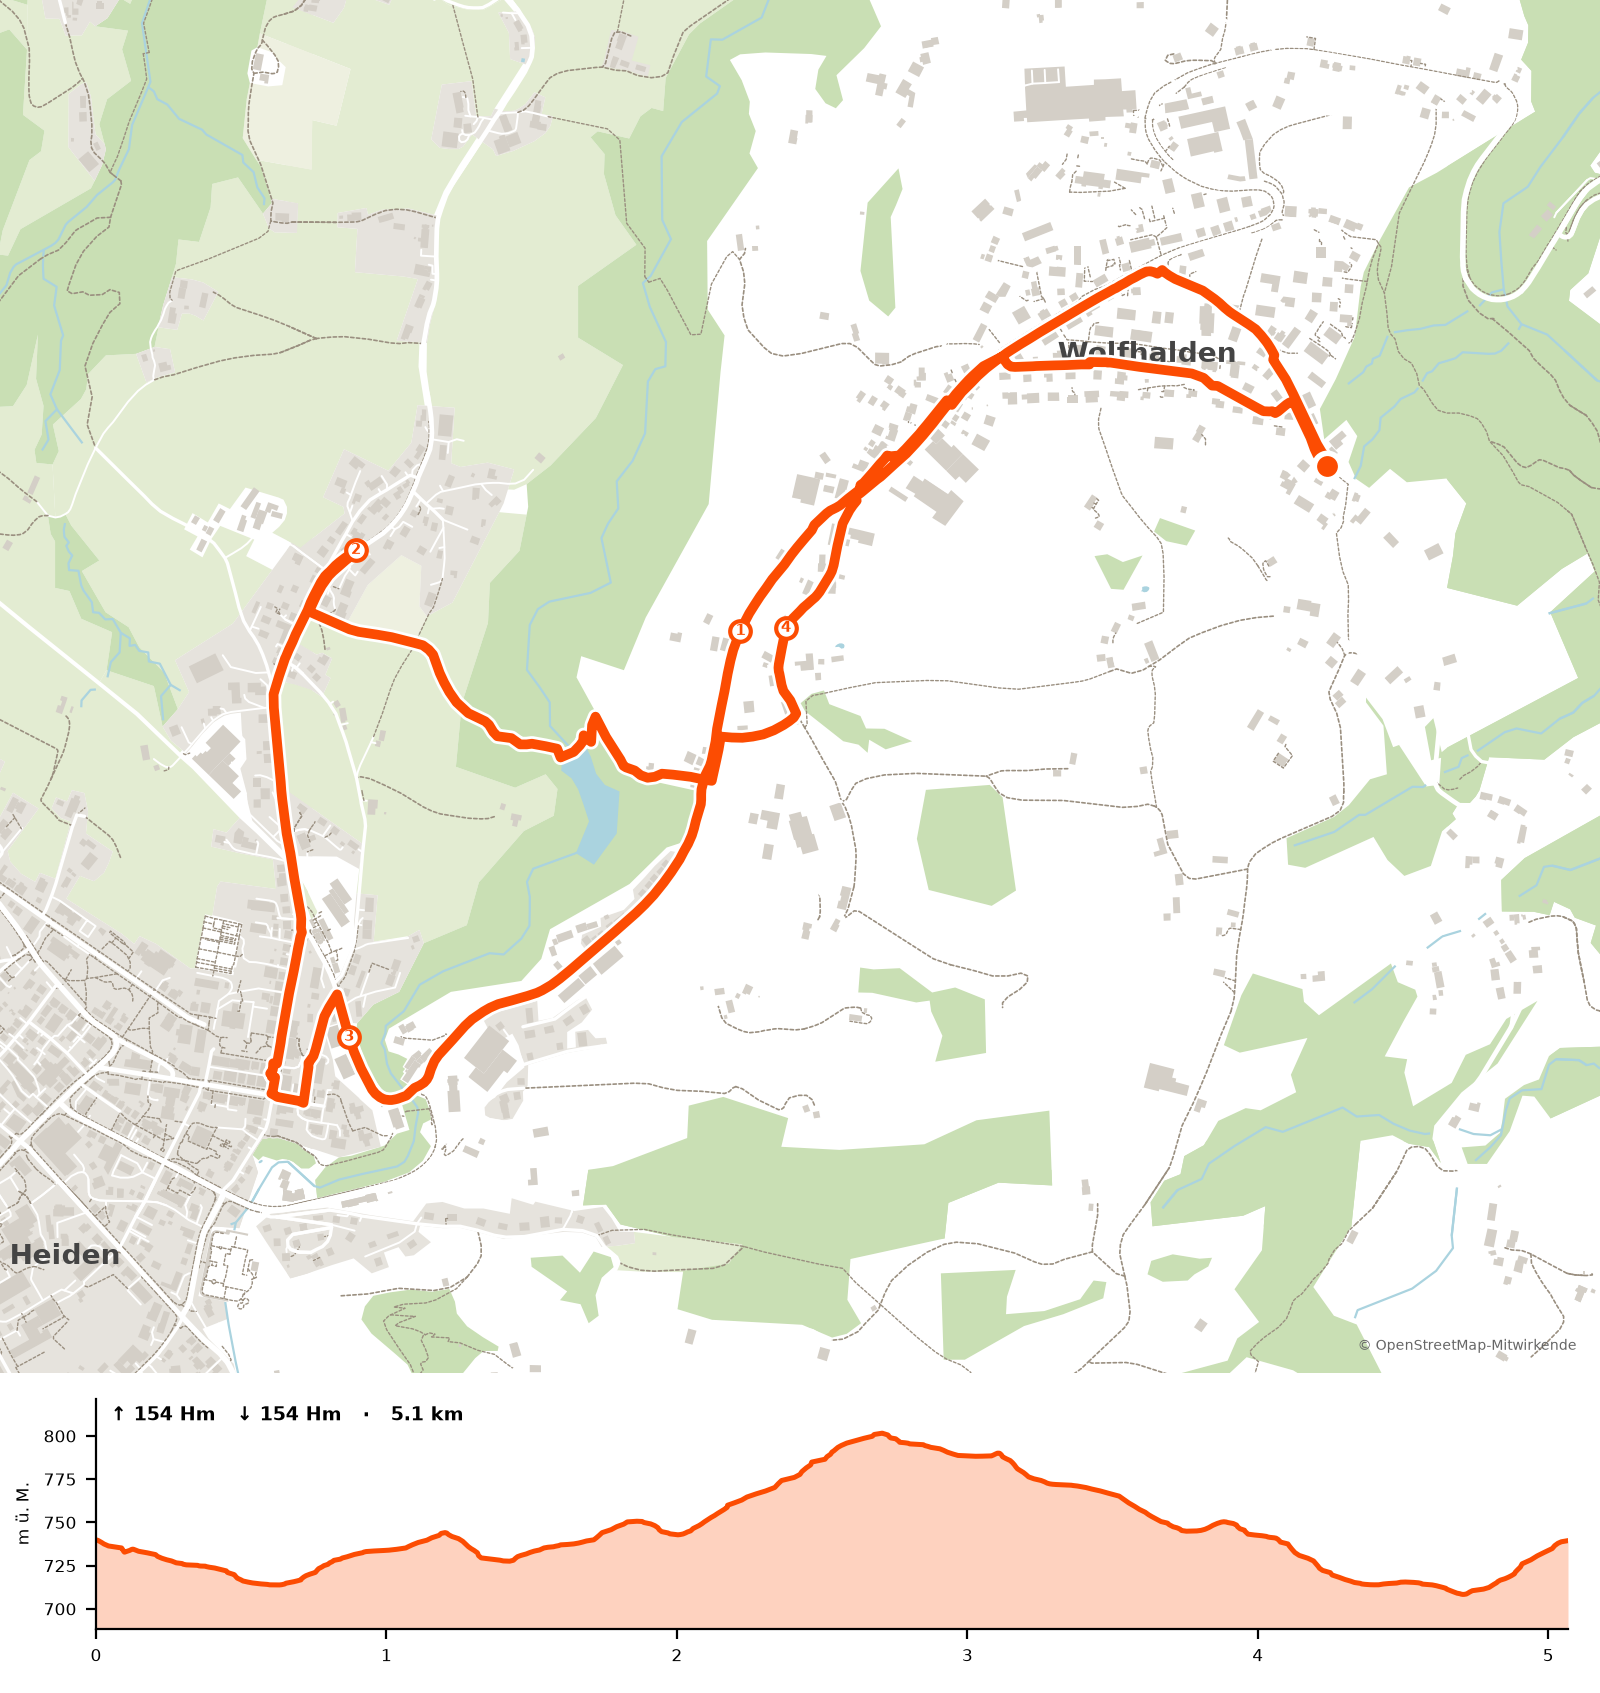 Wolfhalden
2
1
4
3
Heiden
© OpenStreetMap-Mitwirkende
↑ 154 Hm ↓ 154 Hm · 5.1 km
m ü. M.
800
775
750
725
700
0 1 2 3 4 5